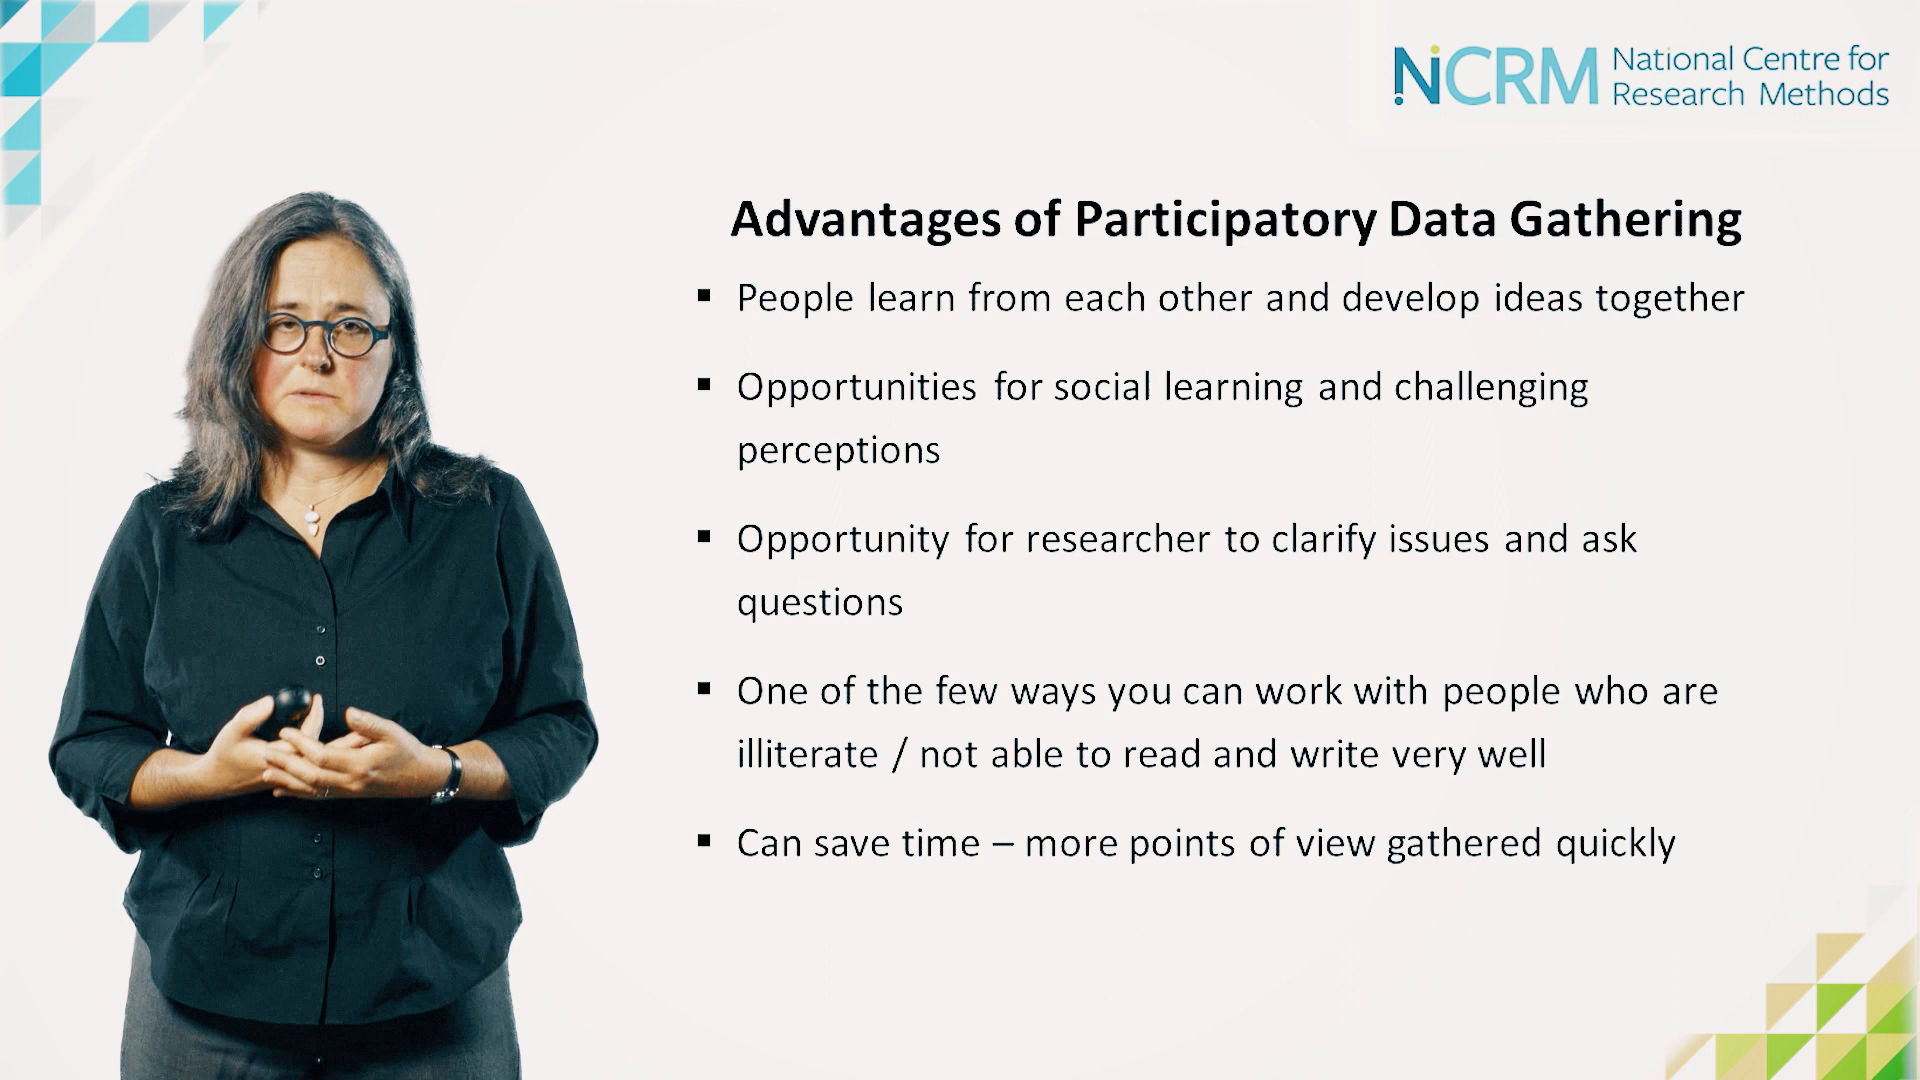 NCRM National Centre for
Research Methods
Advantages of Participatory Data Gathering
▪ People learn from each other and develop ideas together
▪ Opportunities for social learning and challenging
perceptions
▪ Opportunity for researcher to clarify issues and ask
questions
▪ One of the few ways you can work with people who are
illiterate / not able to read and write very well
▪ Can save time – more points of view gathered quickly